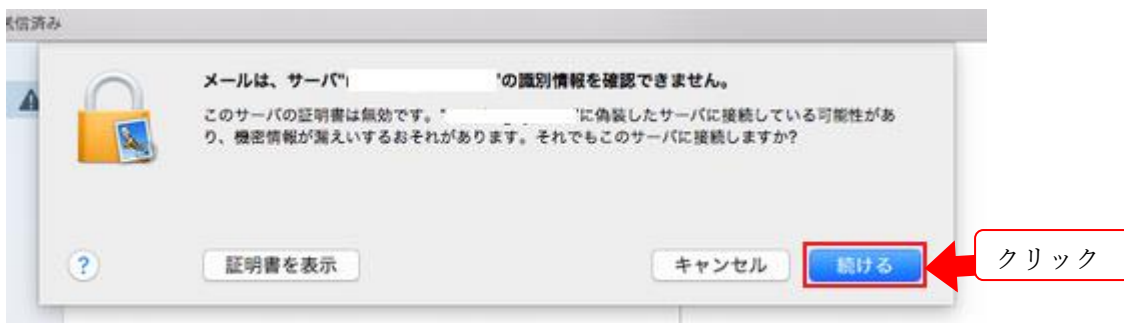 信済み
メールは、サーバ" "の識別情報を確認できません。
このサーバの証明書は無効です。" "に偽装したサーバに接続している可能性があ
り、機密情報が漏えいするおそれがあります。それでもこのサーバに接続しますか?
?
証明書を表示
キャンセル
続ける
クリック